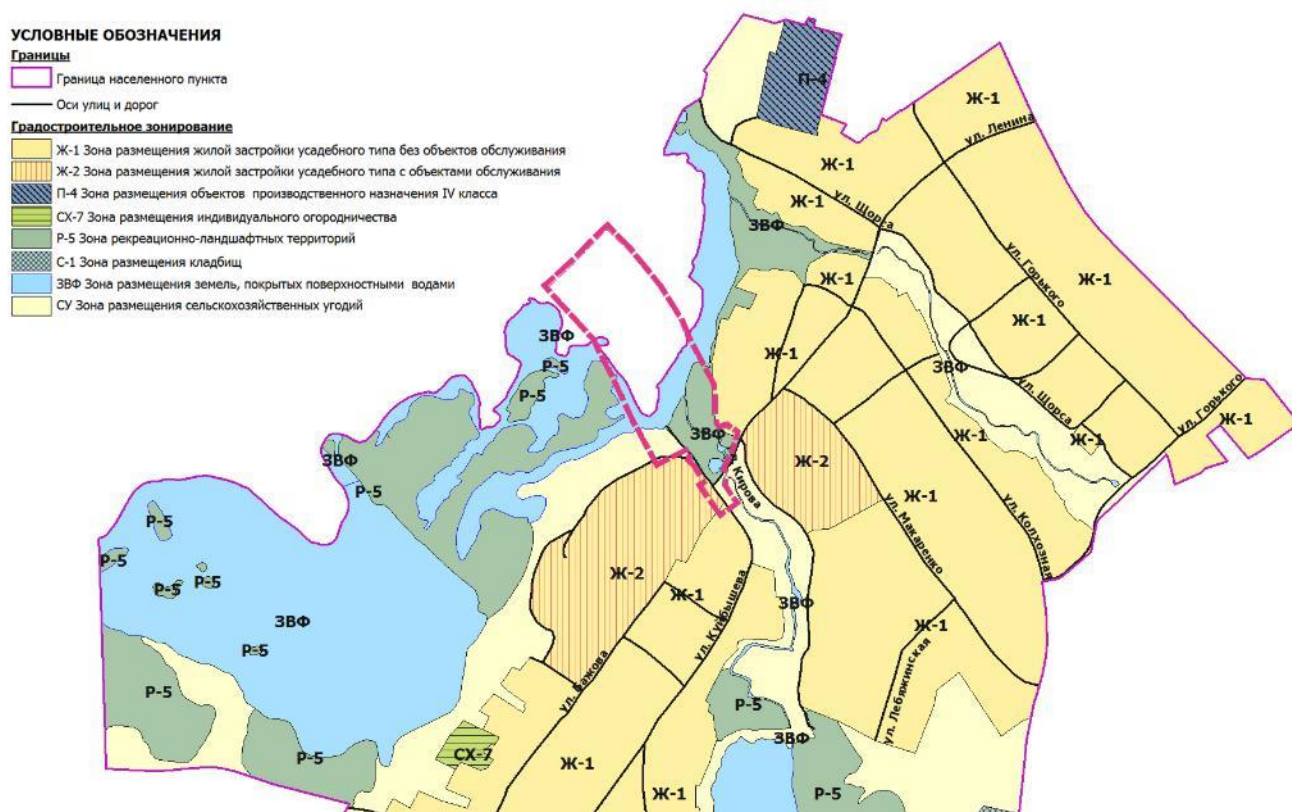 УСЛОВНЫЕ ОБОЗНАЧЕНИЯ
Границы
Граница населенного пункта
Оси улиц и дорог
Градостроительное зонирование
Ж-1 Зона размещения жилой застройки усадебного типа без объектов обслуживания
Ж-2 Зона размещения жилой застройки усадебного типа с объектами обслуживания
П-4 Зона размещения объектов производственного назначения IV класса
СХ-7 Зона размещения индивидуального огородничества
Р-5 Зона рекреационно-ландшафтных территорий
С-1 Зона размещения кладбищ
ЗВФ Зона размещения земель, покрытых поверхностными водами
СУ Зона размещения сельскохозяйственных угодий
П-4
Ж-1
ул. Ленина
Ж-1
Ж-1
ул. Щорса
ЗВФ
ул. Горького
Ж-1
Ж-1
Ж-1
ЗВФ
Ж-1
Р-5
ЗВФ
Р-5
ул. Щорса
ул. Горького
Ж-1
ЗВФ
Ж-1
Ж-1
ЗВФ
Ж-2
Кирова
Р-5
Ж-1
ул. Макаренко
ул. Колхозная
Р-5
Р-5
Р-5
Р-5
Ж-2
Ж-1
ул. Куйбышева
ЗВФ
ЗВФ
Ж-1
ул. Лебяжинская
Р-5
Р-5
ул. Бажова
Р-5
ЗВФ
СХ-7
Р-5
Ж-1
Ж-1
Р-5